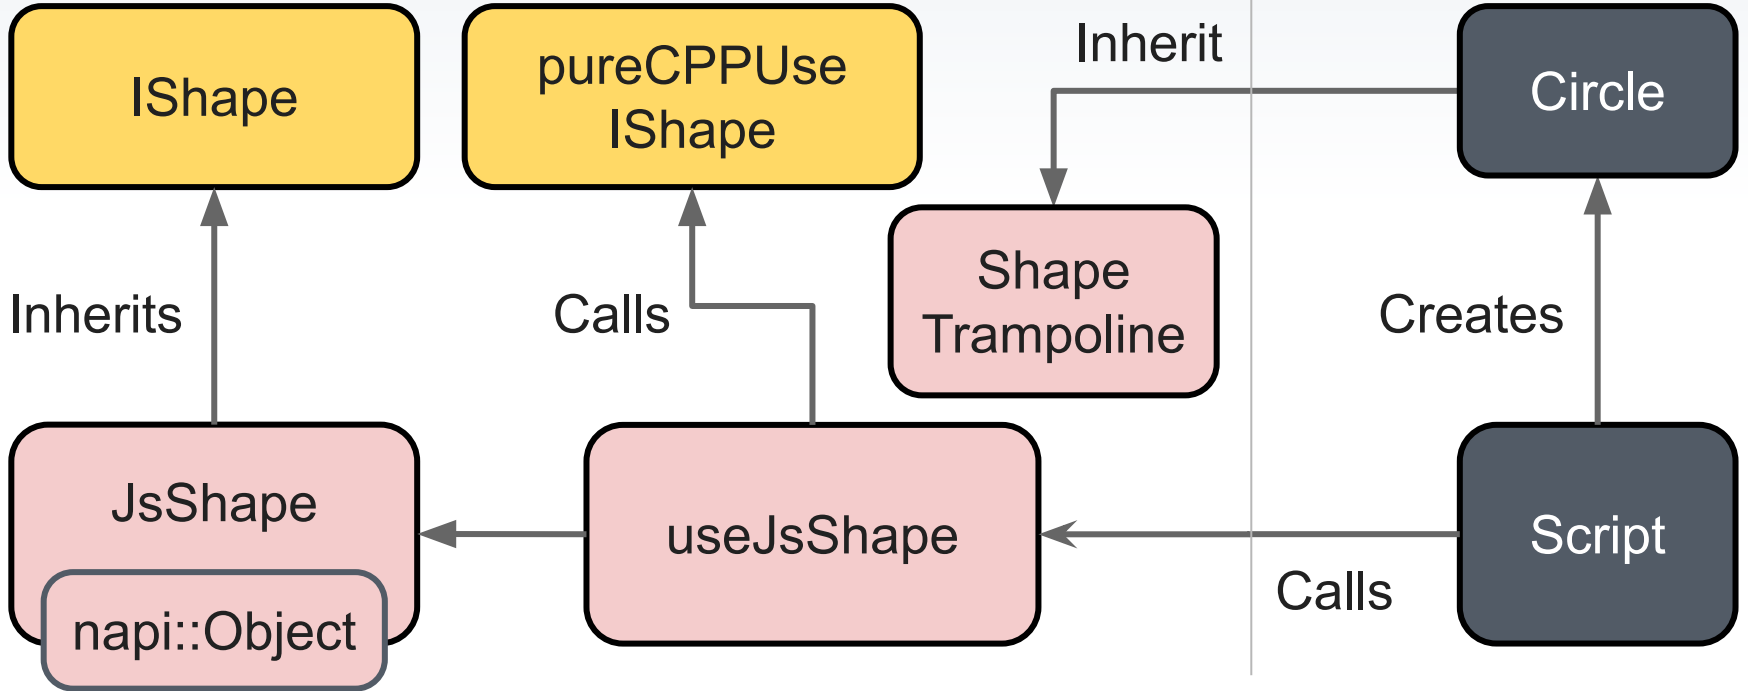 IShape
pureCPPUse
IShape
Inherit
Circle
Shape
Trampoline
Inherits
Calls
Creates
JsShape
napi::Object
useJsShape
Calls
Script